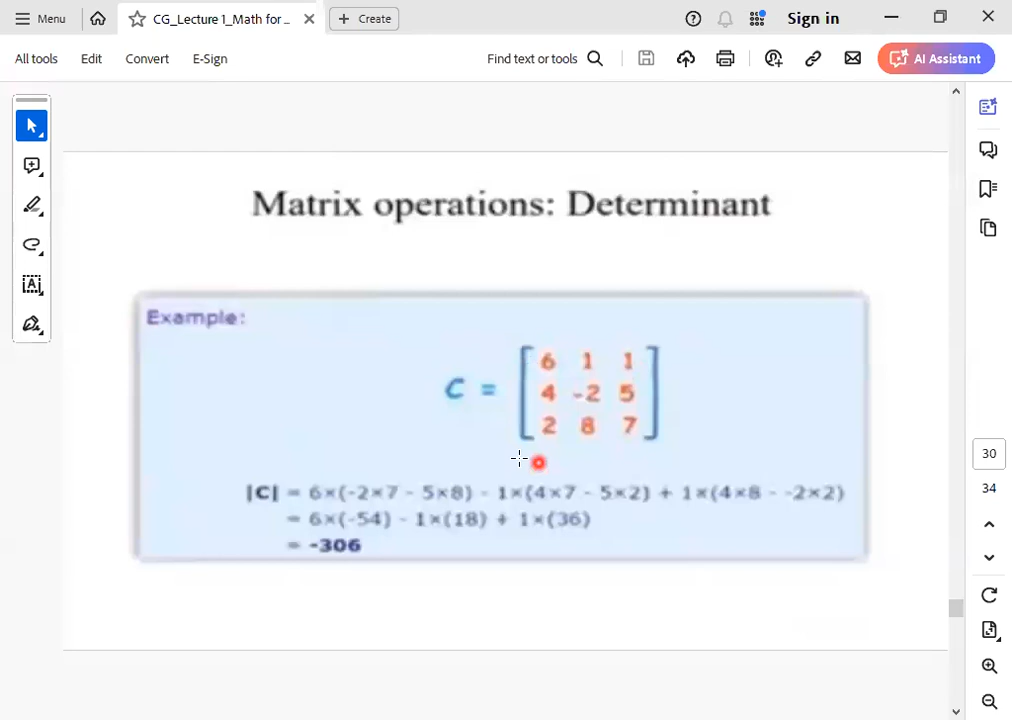 Menu
CG_Lecture 1_Math for ...
Create
Sign in
All tools
Edit
Convert
E-Sign
Find text or tools
AI Assistant
Matrix operations: Determinant
Example:
C = [ 6 1 1
4 -2 5
2 8 7 ]
|C| = 6×(-2×7 - 5×8) - 1×(4×7 - 5×2) + 1×(4×8 - -2×2)
= 6×(-54) - 1×(18) + 1×(36)
= -306
30
34